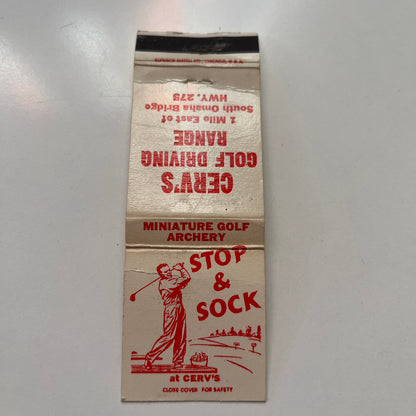 CERV'S
GOLF DRIVING
RANGE
1 Mile East of
South Omaha Bridge
HWY. 275
MINIATURE GOLF
ARCHERY
STOP
&
SOCK
at CERV'S
CLOSE COVER FOR SAFETY